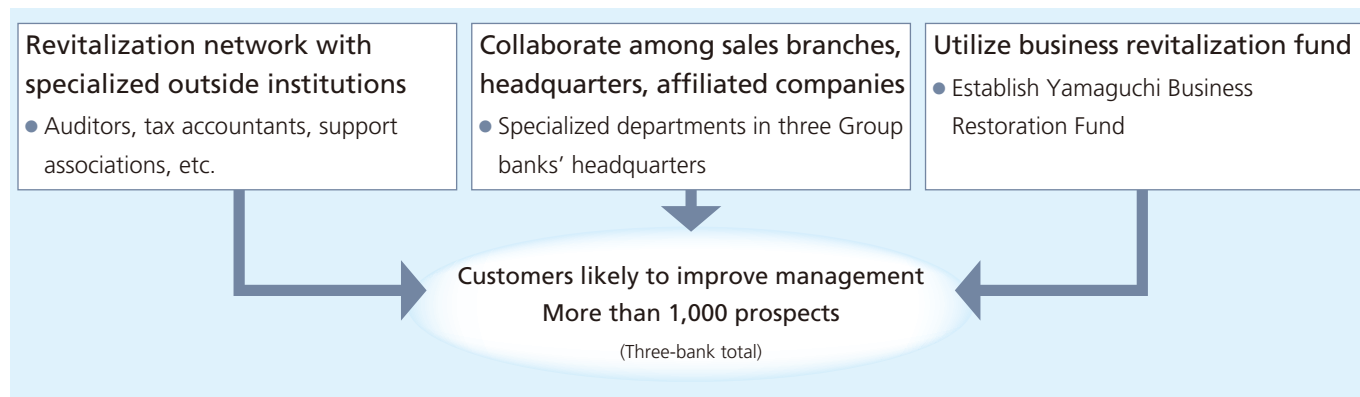 Revitalization network with
specialized outside institutions
● Auditors, tax accountants, support
associations, etc.
Collaborate among sales branches,
headquarters, affiliated companies
● Specialized departments in three Group
banks’ headquarters
Utilize business revitalization fund
● Establish Yamaguchi Business
Restoration Fund
Customers likely to improve management
More than 1,000 prospects
(Three-bank total)